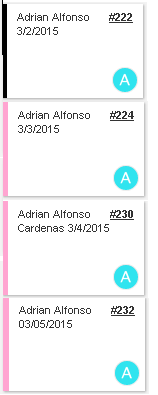 Adrian Alfonso #222
3/2/2015
A
Adrian Alfonso #224
3/3/2015
A
Adrian Alfonso #230
Cardenas 3/4/2015
A
Adrian Alfonso #232
03/05/2015
A